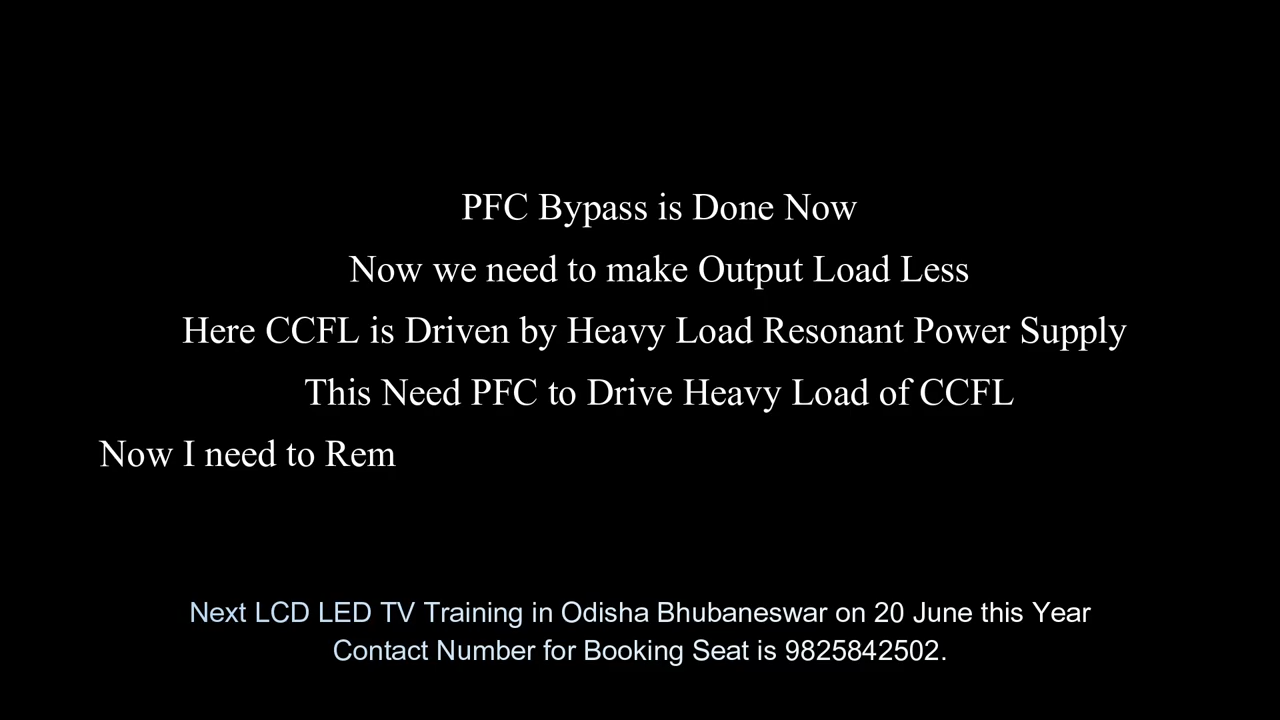 PFC Bypass is Done Now
Now we need to make Output Load Less
Here CCFL is Driven by Heavy Load Resonant Power Supply
This Need PFC to Drive Heavy Load of CCFL
Now I need to Rem
Next LCD LED TV Training in Odisha Bhubaneswar on 20 June this Year
Contact Number for Booking Seat is 9825842502.